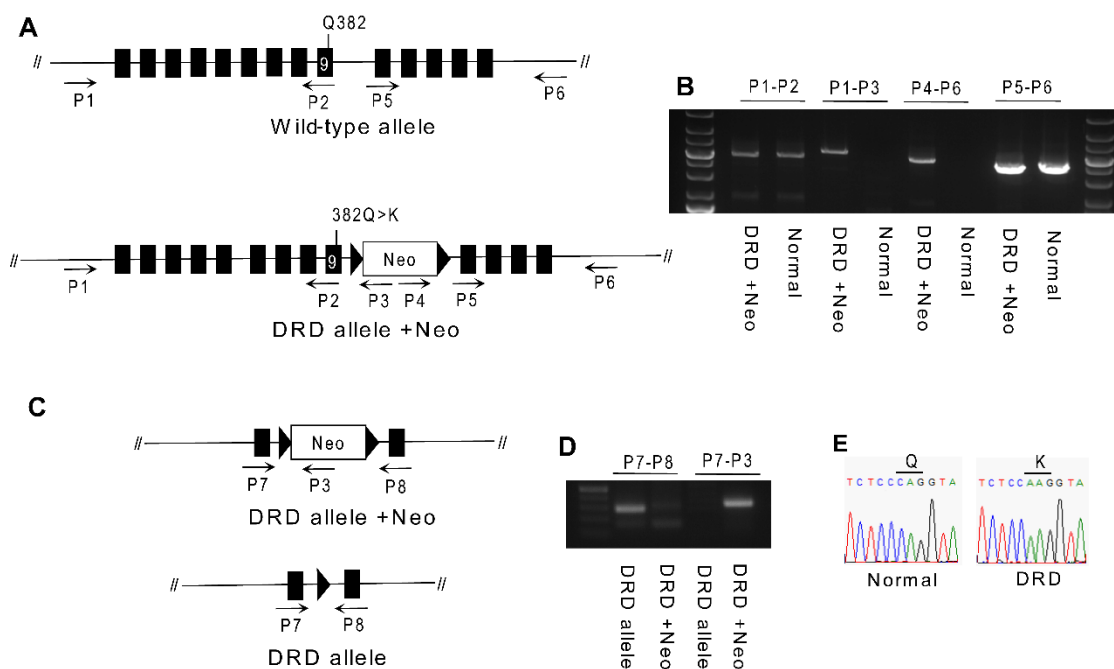 A
Q382
//
9
//
P1
P2
P5
P6
Wild-type allele
382Q>K
//
9
Neo
//
P1
P2
P3
P4
P5
P6
DRD allele +Neo
B
P1-P2 P1-P3 P4-P6 P5-P6
DRD +Neo
Normal
DRD +Neo
Normal
DRD +Neo
Normal
DRD +Neo
Normal
C
//
Neo
//
P7
P3
P8
DRD allele +Neo
//
//
P7
P8
DRD allele
D
P7-P8 P7-P3
DRD allele
DRD +Neo
DRD allele
DRD +Neo
E
Q
TCTCCCAGGTA
Normal
K
TCTCCAAGGTA
DRD